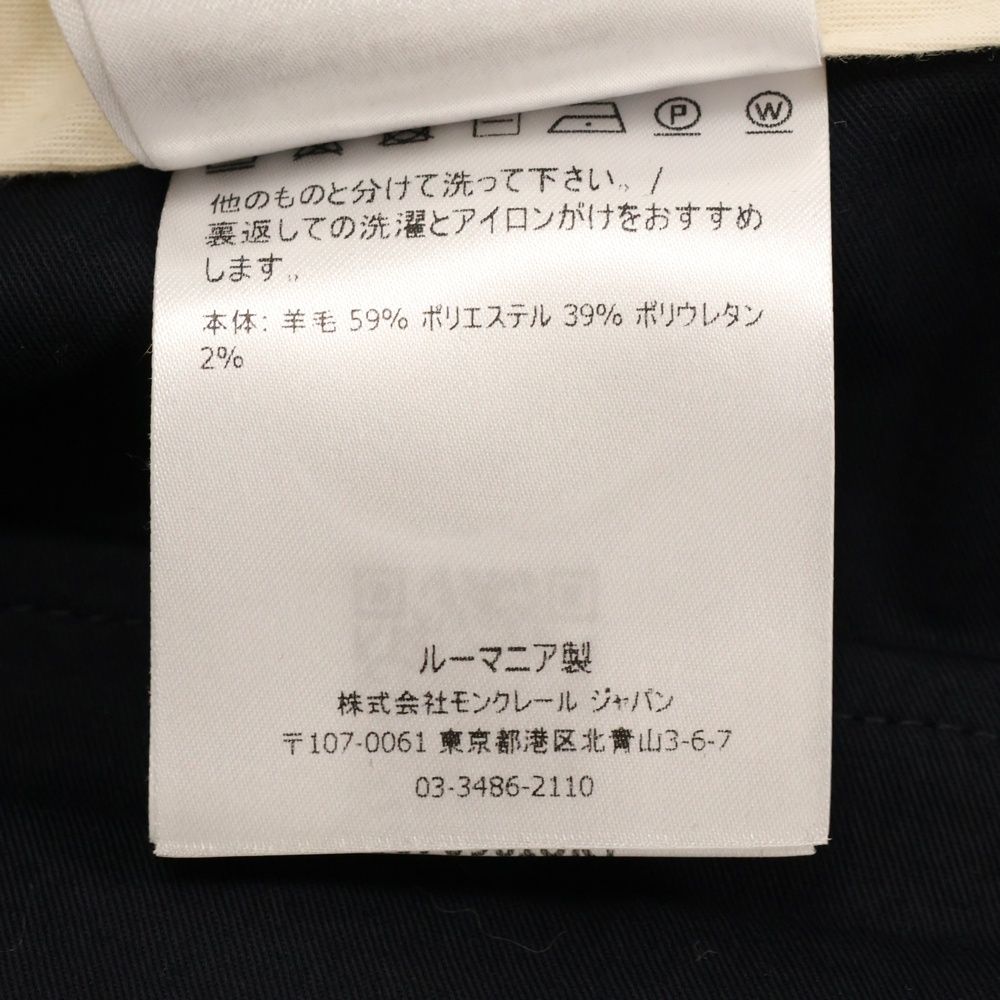 P W
他のものと分けて洗って下さい。/
裏返しての洗濯とアイロンがけをおすすめ
します。
本体: 羊毛 59% ポリエステル 39% ポリウレタン
2%
ルーマニア製
株式会社モンクレール ジャパン
〒107-0061 東京都港区北青山3-6-7
03-3486-2110